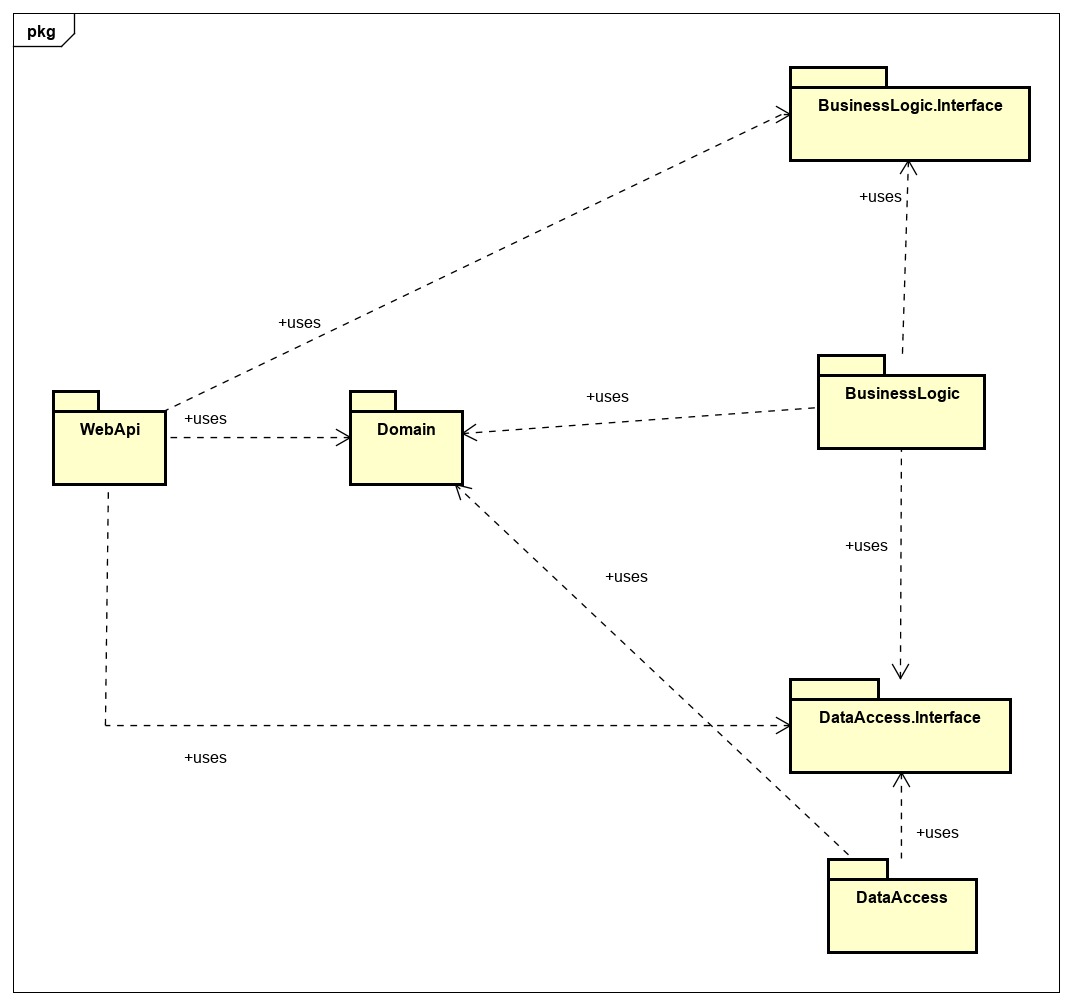 pkg
BusinessLogic.Interface
+uses
+uses
+uses
BusinessLogic
+uses
WebApi
Domain
+uses
+uses
DataAccess.Interface
+uses
+uses
DataAccess